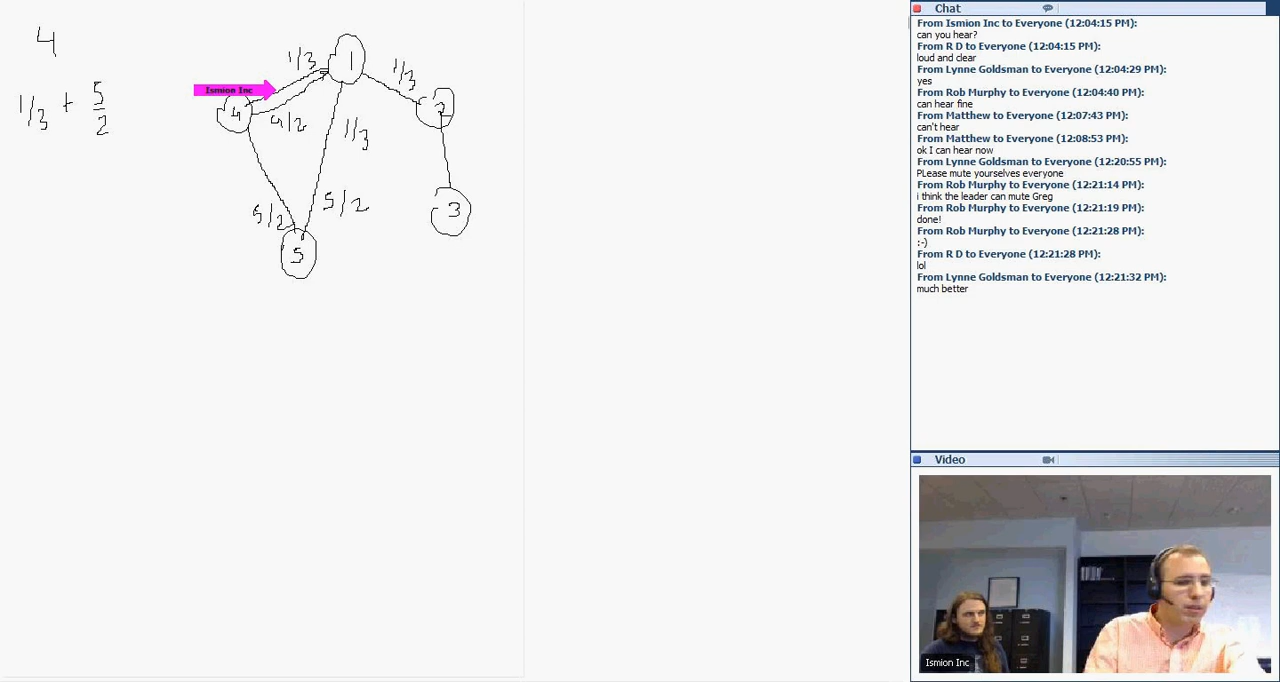 4
1/3 + 5/2
1/3
1
1/3
Ismion Inc
4
5/2
1/3
2
5/2
5/2
3
5
Chat
From Ismion Inc to Everyone (12:04:15 PM):
can you hear?
From R D to Everyone (12:04:15 PM):
loud and clear
From Lynne Goldsman to Everyone (12:04:29 PM):
yes
From Rob Murphy to Everyone (12:04:40 PM):
can hear fine
From Matthew to Everyone (12:07:43 PM):
can't hear
From Matthew to Everyone (12:08:53 PM):
ok I can hear now
From Lynne Goldsman to Everyone (12:20:55 PM):
PLease mute yourselves everyone
From Rob Murphy to Everyone (12:21:14 PM):
i think the leader can mute Greg
From Rob Murphy to Everyone (12:21:19 PM):
done!
From Rob Murphy to Everyone (12:21:28 PM):
:-)
From R D to Everyone (12:21:28 PM):
lol
From Lynne Goldsman to Everyone (12:21:32 PM):
much better
Video
Ismion Inc